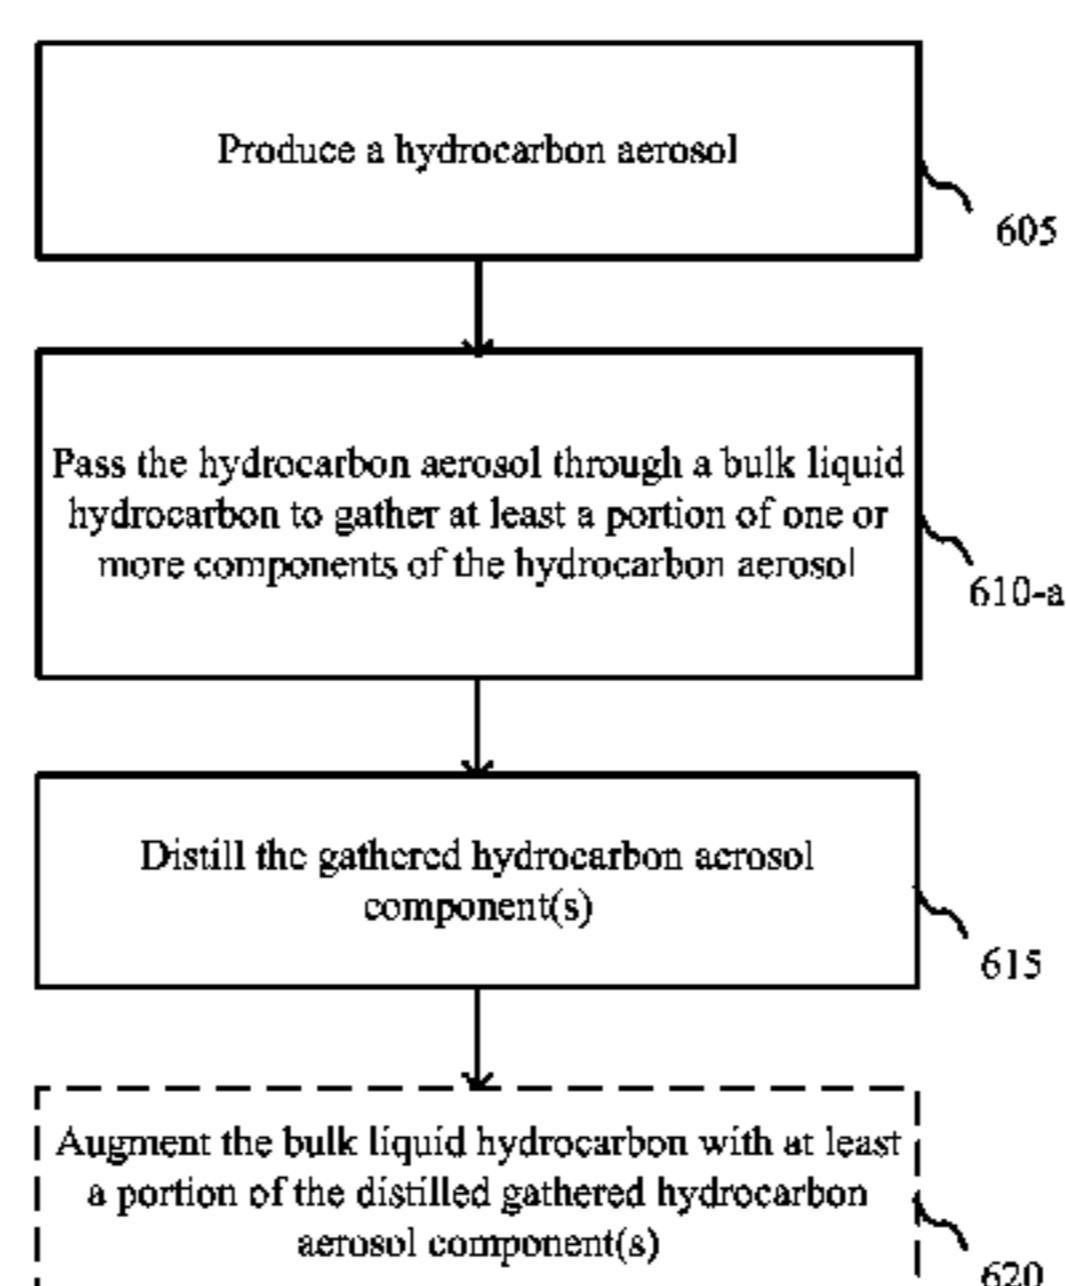 Produce a hydrocarbon aerosol
605
Pass the hydrocarbon aerosol through a bulk liquid
hydrocarbon to gather at least a portion of one or
more components of the hydrocarbon aerosol
610-a
Distill the gathered hydrocarbon aerosol
component(s)
615
Augment the bulk liquid hydrocarbon with at least
a portion of the distilled gathered hydrocarbon
aerosol component(s)
620